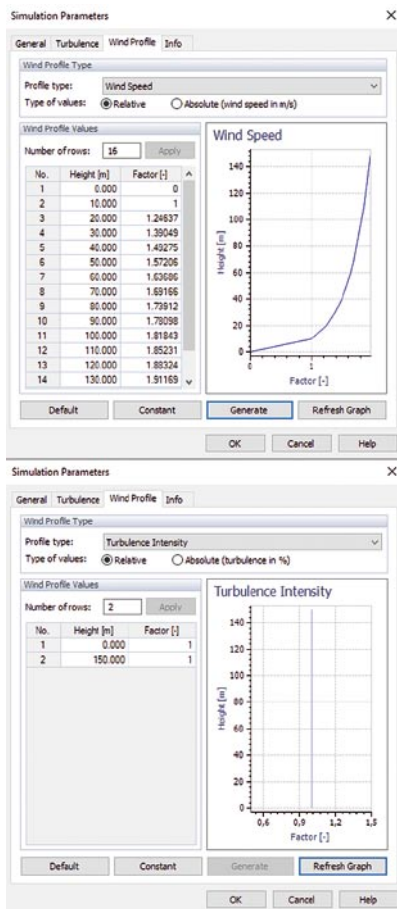 Simulation Parameters
General Turbulence Wind Profile Info
Wind Profile Type
Profile type: Wind Speed
Type of values: Relative Absolute (wind speed in m/s)
Wind Profile Values
Number of rows: 16 Apply
No. Height [m] Factor [-]
1 0.000 0
2 10.000 1
3 20.000 1.24637
4 30.000 1.39049
5 40.000 1.49275
6 50.000 1.57206
7 60.000 1.63686
8 70.000 1.69166
9 80.000 1.73912
10 90.000 1.78098
11 100.000 1.81843
12 110.000 1.85231
13 120.000 1.88324
14 130.000 1.91169
Wind Speed
Height [m]
140
120
100
80
60
40
20
0
0 1
Factor [-]
Default Constant Generate Refresh Graph
OK Cancel Help
Simulation Parameters
General Turbulence Wind Profile Info
Wind Profile Type
Profile type: Turbulence Intensity
Type of values: Relative Absolute (turbulence in %)
Wind Profile Values
Number of rows: 2 Apply
No. Height [m] Factor [-]
1 0.000 1
2 150.000 1
Turbulence Intensity
Height [m]
140
120
100
80
60
40
20
0
0,6 0,9 1,2 1,5
Factor [-]
Default Constant Generate Refresh Graph
OK Cancel Help